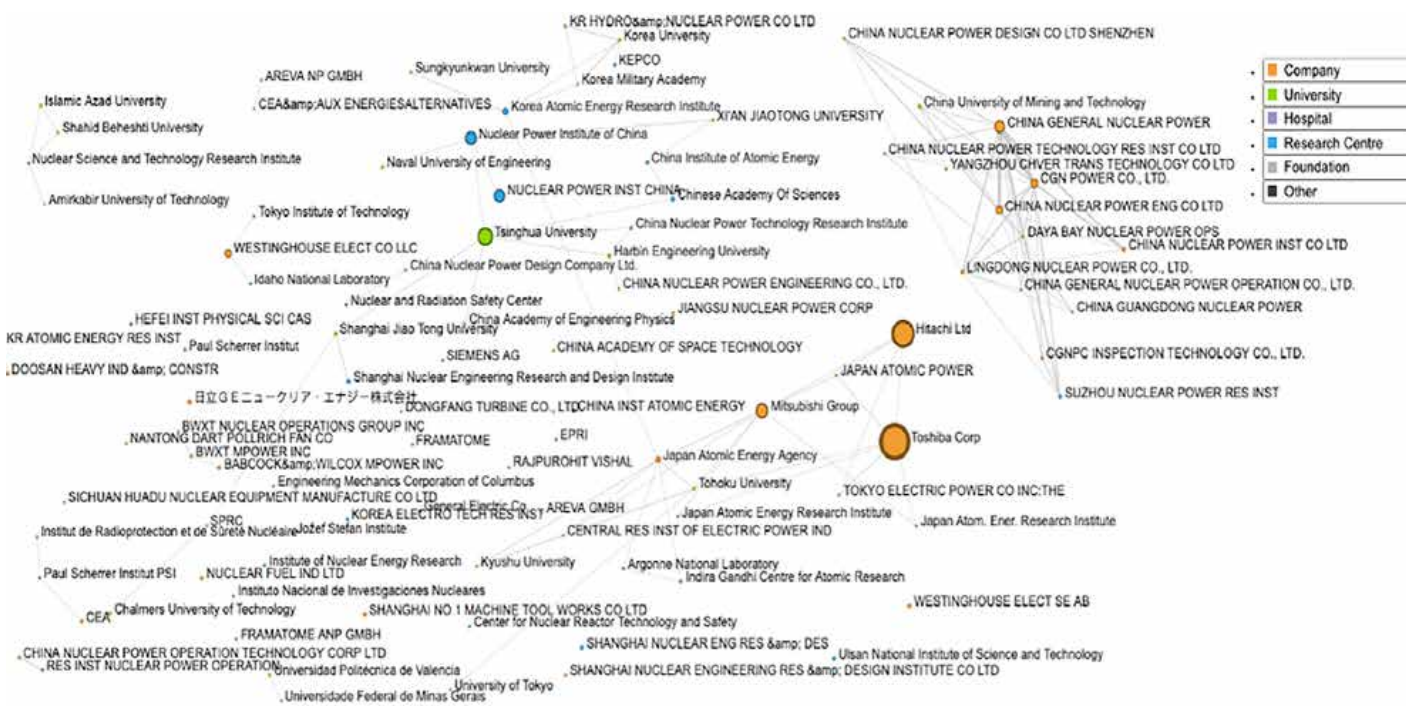 KR HYDRO&amp;NUCLEAR POWER CO LTD
Korea University
CHINA NUCLEAR POWER DESIGN CO LTD SHENZHEN
KEPCO
Sungkyunkwan University
AREVA NP GMBH
Korea Military Academy
Company
Islamic Azad University
CEA&amp;AUX ENERGIESALTERNATIVES
Korea Atomic Energy Research Institute
China University of Mining and Technology
University
XI'AN JIAOTONG UNIVERSITY
Shahid Beheshti University
Nuclear Power Institute of China
CHINA GENERAL NUCLEAR POWER
Hospital
Research Centre
Nuclear Science and Technology Research Institute
Naval University of Engineering
China Institute of Atomic Energy
CHINA NUCLEAR POWER TECHNOLOGY RES INST CO LTD
YANGZHOU CHVER TRANS TECHNOLOGY CO LTD
Foundation
CGN POWER CO., LTD.
Other
Amirkabir University of Technology
NUCLEAR POWER INST CHINA
Chinese Academy Of Sciences
Tokyo Institute of Technology
CHINA NUCLEAR POWER ENG CO LTD
Tsinghua University
China Nuclear Power Technology Research Institute
DAYA BAY NUCLEAR POWER OPS
WESTINGHOUSE ELECT CO LLC
Harbin Engineering University
CHINA NUCLEAR POWER INST CO LTD
China Nuclear Power Design Company Ltd.
LINGDONG NUCLEAR POWER CO., LTD.
Idaho National Laboratory
CHINA NUCLEAR POWER ENGINEERING CO., LTD.
CHINA GENERAL NUCLEAR POWER OPERATION CO., LTD.
Nuclear and Radiation Safety Center
JIANGSU NUCLEAR POWER CORP
CHINA GUANGDONG NUCLEAR POWER
HEFEI INST PHYSICAL SCI CAS
China Academy of Engineering Physics
Shanghai Jiao Tong University
Hitachi Ltd
KR ATOMIC ENERGY RES INST
Paul Scherrer Institut
SIEMENS AG
CHINA ACADEMY OF SPACE TECHNOLOGY
CGNPC INSPECTION TECHNOLOGY CO., LTD.
DOOSAN HEAVY IND &amp; CONSTR
Shanghai Nuclear Engineering Research and Design Institute
JAPAN ATOMIC POWER
SUZHOU NUCLEAR POWER RES INST
日立GEニュークリア・エナジー株式会社
DONGFANG TURBINE CO., LTD
CHINA INST ATOMIC ENERGY
Mitsubishi Group
BWXT NUCLEAR OPERATIONS GROUP INC
NANTONG DART POLLRICH FAN CO
FRAMATOME
EPRI
Toshiba Corp
BWXT MPOWER INC
BABCOCK&amp;WILCOX MPOWER INC
RAJPUROHIT VISHAL
Japan Atomic Energy Agency
Engineering Mechanics Corporation of Columbus
Tohoku University
TOKYO ELECTRIC POWER CO INC:THE
SICHUAN HUADU NUCLEAR EQUIPMENT MANUFACTURE CO LTD
General Electric Co
AREVA GMBH
KOREA ELECTRO TECH RES INST
Japan Atomic Energy Research Institute
SPRC
Japan Atom. Ener. Research Institute
Institut de Radioprotection et de Sûreté Nucléaire
Jožef Stefan Institute
CENTRAL RES INST OF ELECTRIC POWER IND
Institute of Nuclear Energy Research
Kyushu University
Argonne National Laboratory
Paul Scherrer Institut PSI
NUCLEAR FUEL IND LTD
Indira Gandhi Centre for Atomic Research
Instituto Nacional de Investigaciones Nucleares
WESTINGHOUSE ELECT SE AB
CEA
Chalmers University of Technology
SHANGHAI NO 1 MACHINE TOOL WORKS CO LTD
Center for Nuclear Reactor Technology and Safety
FRAMATOME ANP GMBH
SHANGHAI NUCLEAR ENG RES &amp; DES
CHINA NUCLEAR POWER OPERATION TECHNOLOGY CORP LTD
Ulsan National Institute of Science and Technology
RES INST NUCLEAR POWER OPERATION
Universidad Politécnica de Valencia
SHANGHAI NUCLEAR ENGINEERING RES &amp; DESIGN INSTITUTE CO LTD
University of Tokyo
Universidade Federal de Minas Gerais